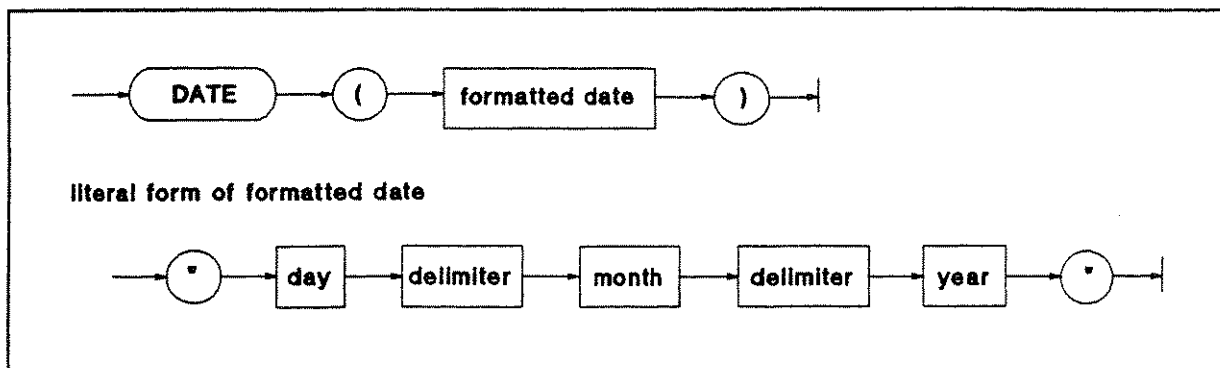 DATE ( formatted date )
literal form of formatted date
" day delimiter month delimiter year "